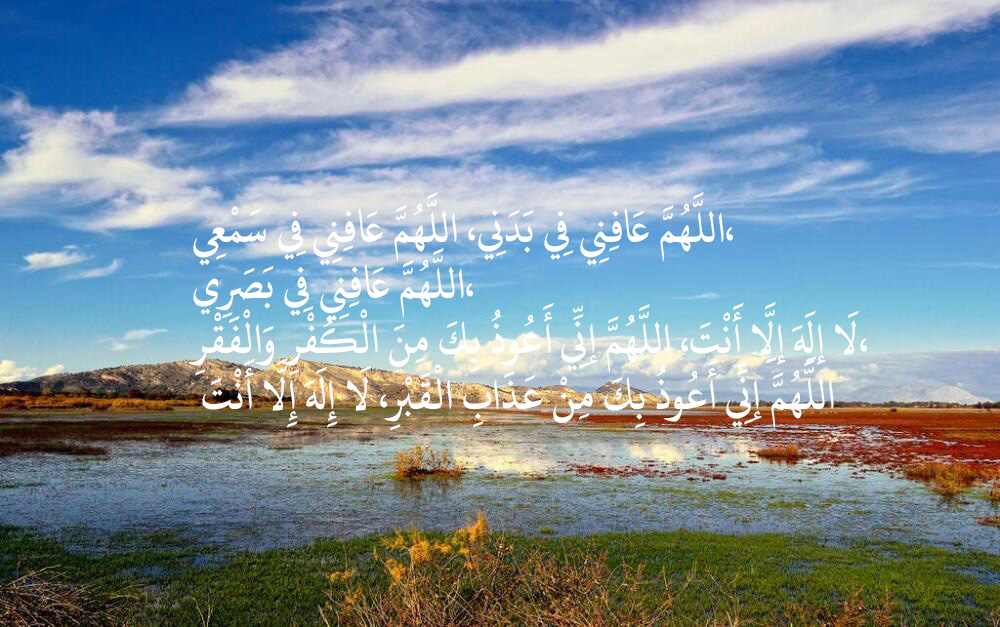 اللَّهُمَّ عَافِنِي فِي بَدَنِي، اللَّهُمَّ عَافِنِي فِي سَمْعِي،
اللَّهُمَّ عَافِنِي فِي بَصَرِي،
لَا إِلَهَ إِلَّا أَنْتَ، اللَّهُمَّ إِنِّي أَعُوذُ بِكَ مِنَ الْكُفْرِ وَالْفَقْرِ،
اللَّهُمَّ إِنِّي أَعُوذُ بِكَ مِنْ عَذَابِ الْقَبْرِ، لَا إِلَهَ إِلَّا أَنْتَ